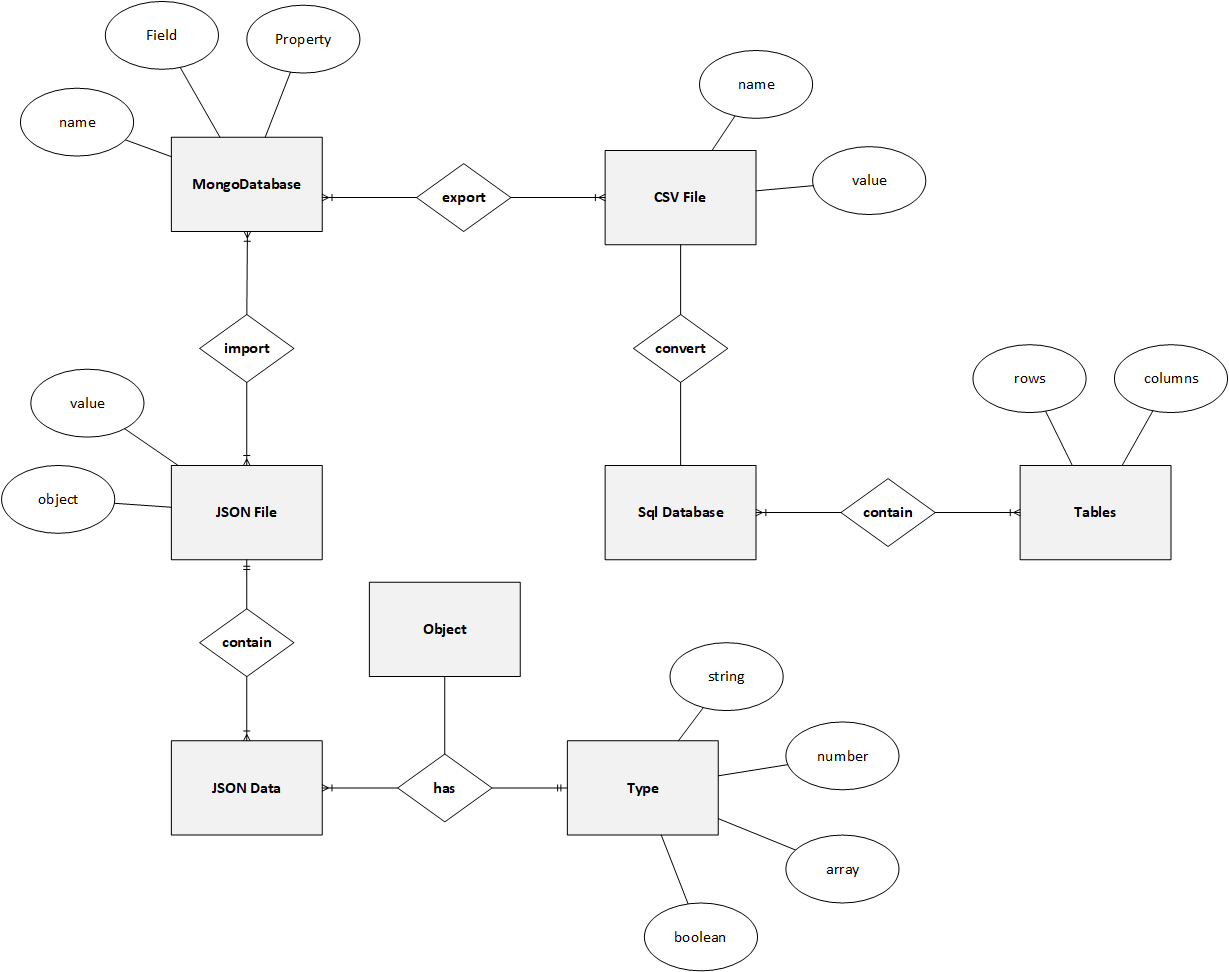 Field
Property
name
name
MongoDatabase
export
CSV File
value
import
convert
value
rows
columns
object
JSON File
Sql Database
contain
Tables
contain
Object
string
JSON Data
has
Type
number
array
boolean